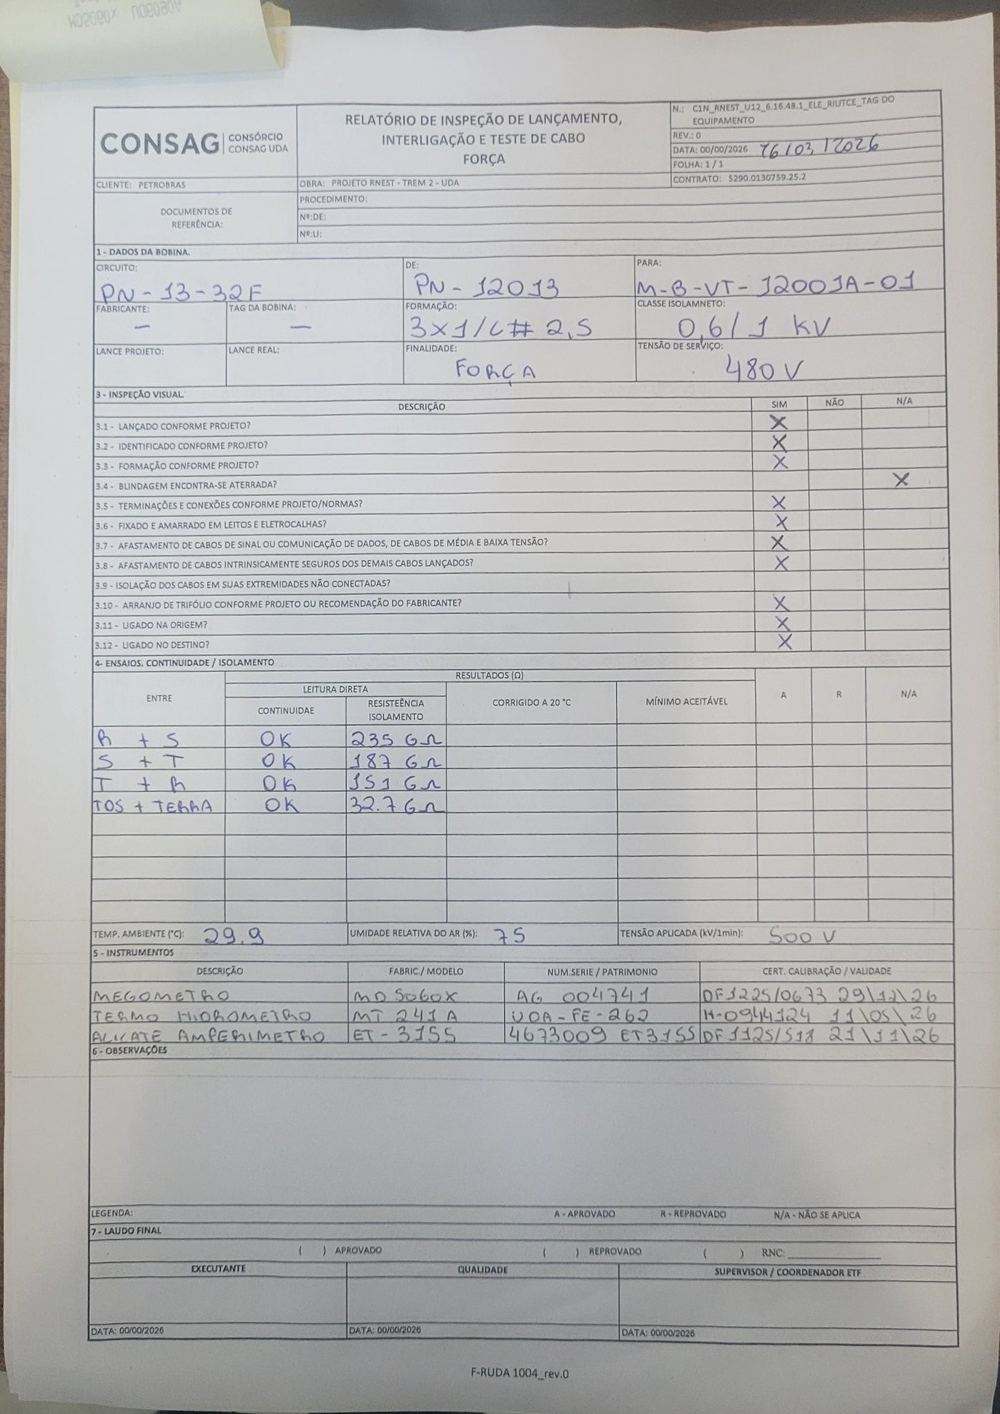 CONSAG CONSÓRCIO CONSAG UDA
RELATÓRIO DE INSPEÇÃO DE LANÇAMENTO, INTERLIGAÇÃO E TESTE DE CABO FORÇA
N.: C1N_RNEST_U12_6.16.48.1_ELE_RIUTCE_TAG DO EQUIPAMENTO
REV.: 0
DATA: 00/00/2026 16/03/2026
FOLHA: 1 / 1
CLIENTE: PETROBRAS
OBRA: PROJETO RNEST - TREM 2 - UDA
CONTRATO: 5290.0130759.25.2
DOCUMENTOS DE REFERÊNCIA:
PROCEDIMENTO:
Nº:DE:
Nº:LI:
1 - DADOS DA BOBINA.
CIRCUITO: PN-13-32F
DE: PN-12013
PARA: M-B-VT-12001A-01
FABRICANTE: —
TAG DA BOBINA: —
FORMAÇÃO: 3x1/C# 2,5
CLASSE ISOLAMNETO: 0,6/1 KV
LANCE PROJETO:
LANCE REAL:
FINALIDADE: FORÇA
TENSÃO DE SERVIÇO: 480V
3 - INSPEÇÃO VISUAL.
DESCRIÇÃO SIM NÃO N/A
3.1 - LANÇADO CONFORME PROJETO? X
3.2 - IDENTIFICADO CONFORME PROJETO? X
3.3 - FORMAÇÃO CONFORME PROJETO? X
3.4 - BLINDAGEM ENCONTRA-SE ATERRADA? X
3.5 - TERMINAÇÕES E CONEXÕES CONFORME PROJETO/NORMAS? X
3.6 - FIXADO E AMARRADO EM LEITOS E ELETROCALHAS? X
3.7 - AFASTAMENTO DE CABOS DE SINAL OU COMUNICAÇÃO DE DADOS, DE CABOS DE MÉDIA E BAIXA TENSÃO? X
3.8 - AFASTAMENTO DE CABOS INTRINSICAMENTE SEGUROS DOS DEMAIS CABOS LANÇADOS? X
3.9 - ISOLAÇÃO DOS CABOS EM SUAS EXTREMIDADES NÃO CONECTADAS?
3.10 - ARRANJO DE TRIFÓLIO CONFORME PROJETO OU RECOMENDAÇÃO DO FABRICANTE? X
3.11 - LIGADO NA ORIGEM? X
3.12 - LIGADO NO DESTINO? X
4- ENSAIOS. CONTINUIDADE / ISOLAMENTO
ENTRE RESULTADOS (Ω) A R N/A
LEITURA DIRETA CORRIGIDO A 20 °C MÍNIMO ACEITÁVEL
CONTINUIDAE RESISTEÊNCIA ISOLAMENTO
R + S OK 235 GΩ
S + T OK 187 GΩ
T + R OK 151 GΩ
TOS + TERRA OK 32.7 GΩ
TEMP. AMBIENTE (°C): 29.9
UMIDADE RELATIVA DO AR (%): 75
TENSÃO APLICADA (kV/1min): 500 V
5 - INSTRUMENTOS
DESCRIÇÃO FABRIC./ MODELO NUM.SERIE / PATRIMONIO CERT. CALIBRAÇÃO / VALIDADE
MEGOMETRO MD5060X AG 004741 DF1225/0673 29\12\26
TERMO HIDROMETRO MT 241A UDA-FE-262 H-0944124 11\05\26
ALICATE AMPERIMETRO ET-3155 4673009 ET3155 DF1125/518 21\11\26
6 - OBSERVAÇÕES
LEGENDA: A - APROVADO R - REPROVADO N/A - NÃO SE APLICA
7 - LAUDO FINAL
( ) APROVADO ( ) REPROVADO ( ) RNC:
EXECUTANTE QUALIDADE SUPERVISOR / COORDENADOR ETF
DATA: 00/00/2026 DATA: 00/00/2026 DATA: 00/00/2026
F-RUDA 1004_rev.0